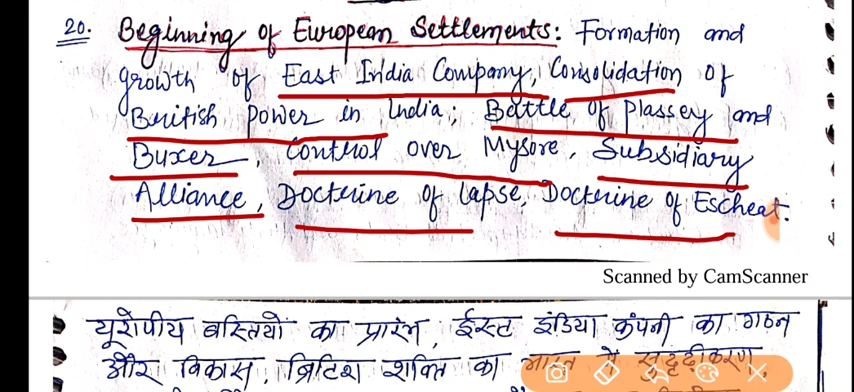 20. Beginning of European Settlements: Formation and
growth of East India Company, Consolidation of
British Power in India; Battle of Plassey and
Buxer, Control over Mysore, Subsidiary
Alliance, Doctrine of Lapse, Doctrine of Escheat.
Scanned by CamScanner
यूरोपीय बस्तियों का प्रारंभ, ईस्ट इंडिया कंपनी का गठन
और विकास, ब्रिटिश शक्ति का भारत में सुदृढ़ीकरण,